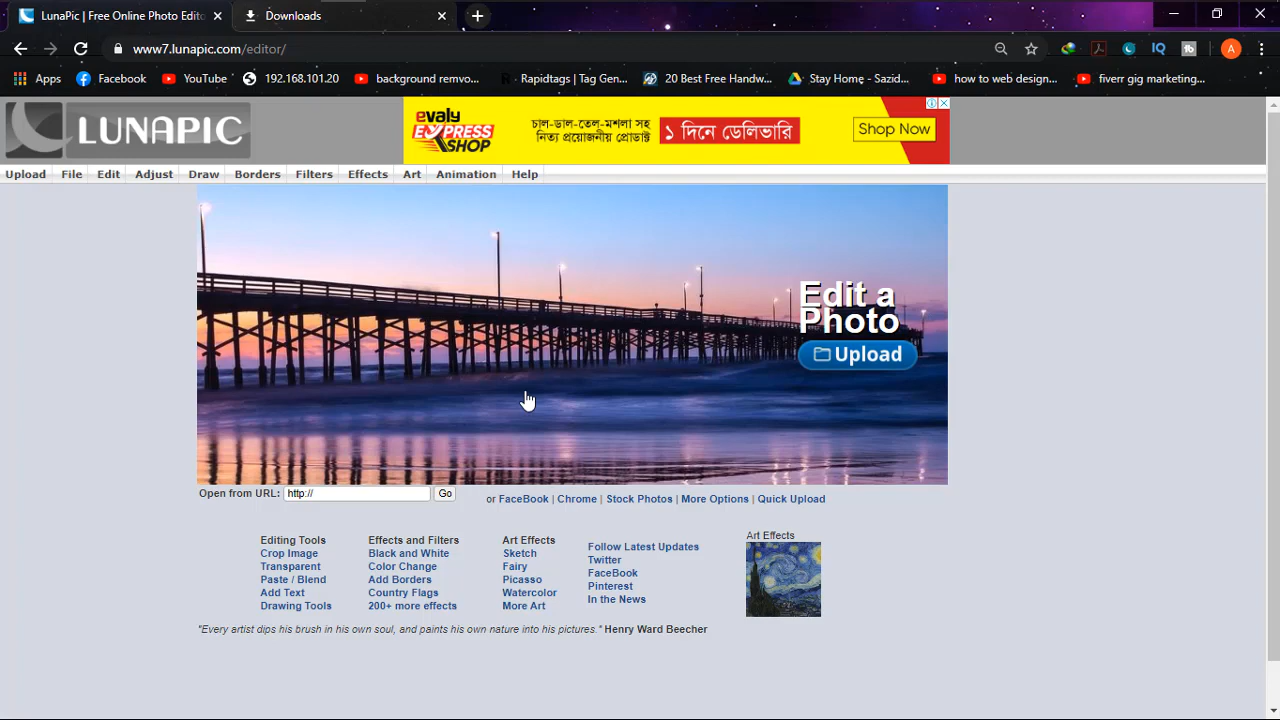 LunaPic | Free Online Photo Edito
Downloads
www7.lunapic.com/editor/
A
Apps
Facebook
YouTube
192.168.101.20
background remvo...
Rapidtags | Tag Gen...
20 Best Free Handw...
Stay Home - Sazid...
how to web design...
fiverr gig marketing...
LUNAPIC
evaly
EXPRESS
SHOP
চাল-ডাল-তেল-মশলা সহ
নিত্য প্রয়োজনীয় প্রোডাক্ট
১ দিনে ডেলিভারি
Shop Now
Upload File Edit Adjust Draw Borders Filters Effects Art Animation Help
Edit a
Photo
Upload
Open from URL: http:// Go
or FaceBook | Chrome | Stock Photos | More Options | Quick Upload
Editing Tools
Crop Image
Transparent
Paste / Blend
Add Text
Drawing Tools
Effects and Filters
Black and White
Color Change
Add Borders
Country Flags
200+ more effects
Art Effects
Sketch
Fairy
Picasso
Watercolor
More Art
Follow Latest Updates
Twitter
FaceBook
Pinterest
In the News
Art Effects
"Every artist dips his brush in his own soul, and paints his own nature into his pictures." Henry Ward Beecher